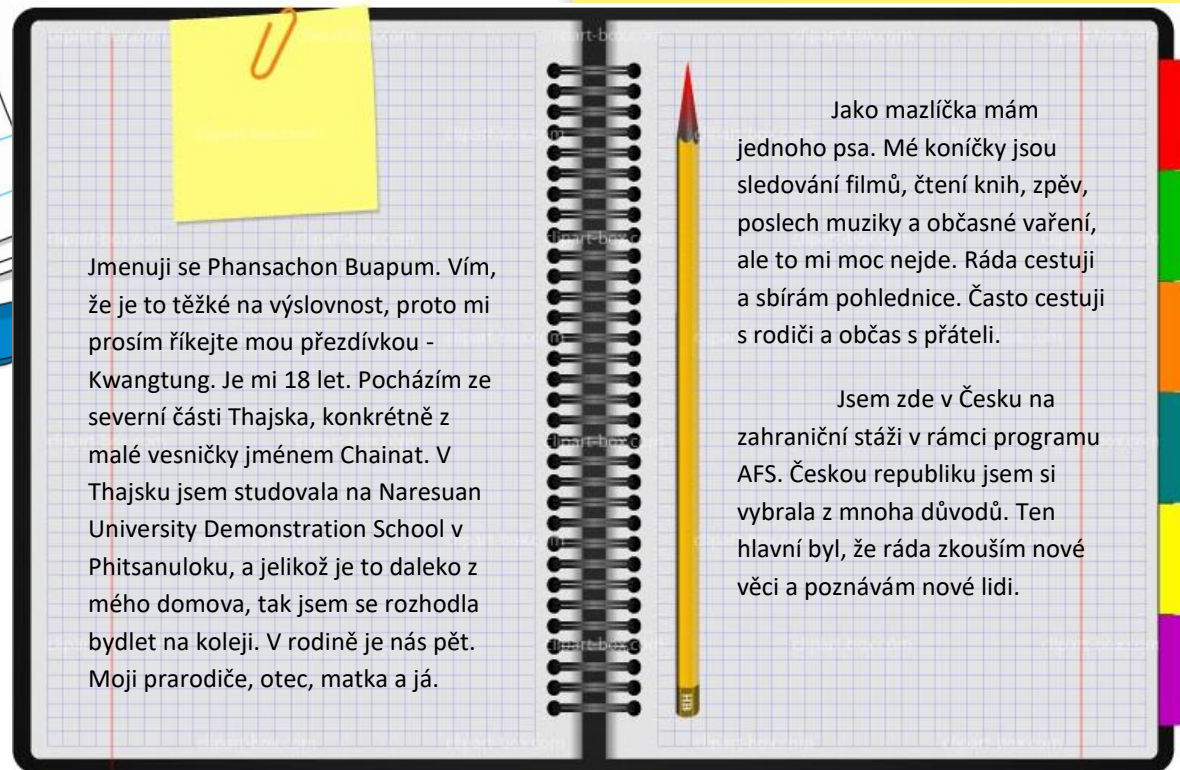 Jmenuji se Phansachon Buapum. Vím,
že je to těžké na výslovnost, proto mi
prosím říkejte mou přezdívkou -
Kwangtung. Je mi 18 let. Pocházím ze
severní části Thajska, konkrétně z
malé vesničky jménem Chainat. V
Thajsku jsem studovala na Naresuan
University Demonstration School v
Phitsanuloku, a jelikož je to daleko z
mého domova, tak jsem se rozhodla
bydlet na koleji. V rodině je nás pět.
Moji prarodiče, otec, matka a já.
Jako mazlíčka mám
jednoho psa. Mé koníčky jsou
sledování filmů, čtení knih, zpěv,
poslech muziky a občasné vaření,
ale to mi moc nejde. Ráda cestuji
a sbírám pohlednice. Často cestuji
s rodiči a občas s přáteli.
Jsem zde v Česku na
zahraniční stáži v rámci programu
AFS. Českou republiku jsem si
vybrala z mnoha důvodů. Ten
hlavní byl, že ráda zkouším nové
věci a poznávám nové lidi.